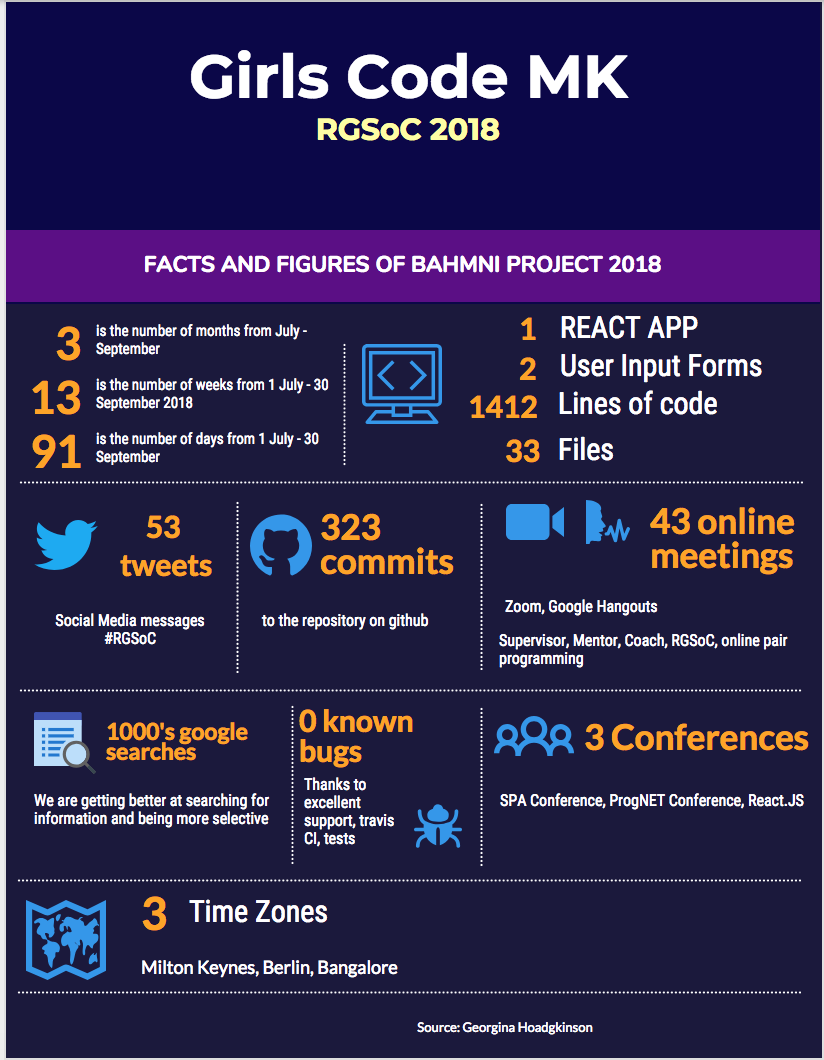 Girls Code MK
RGSoC 2018
FACTS AND FIGURES OF BAHMNI PROJECT 2018
3
is the number of months from July -
September
13
is the number of weeks from 1 July - 30
September 2018
91
is the number of days from 1 July - 30
September
1 REACT APP
2 User Input Forms
1412 Lines of code
33 Files
53
tweets
Social Media messages
#RGSoC
323
commits
to the repository on github
43 online
meetings
Zoom, Google Hangouts
Supervisor, Mentor, Coach, RGSoC, online pair
programming
1000's google
searches
We are getting better at searching for
information and being more selective
0 known
bugs
Thanks to
excellent
support, travis
CI, tests
3 Conferences
SPA Conference, ProgNET Conference, React.JS
3 Time Zones
Milton Keynes, Berlin, Bangalore
Source: Georgina Hoadgkinson